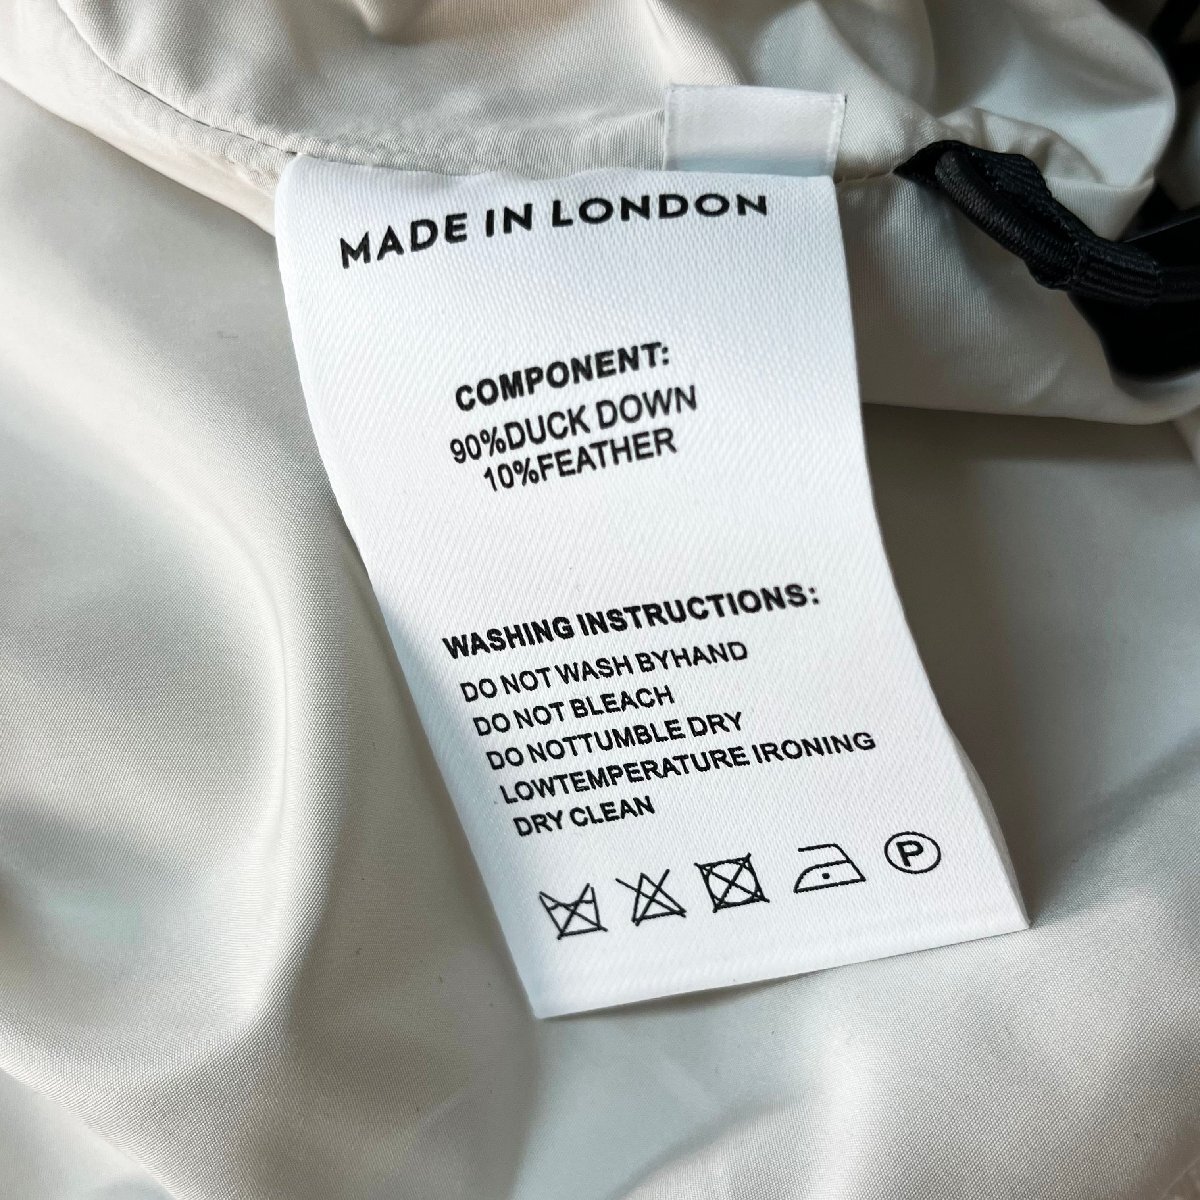 MADE IN LONDON
COMPONENT:
90%DUCK DOWN
10%FEATHER
WASHING INSTRUCTIONS:
DO NOT WASH BYHAND
DO NOT BLEACH
DO NOTTUMBLE DRY
LOWTEMPERATURE IRONING
DRY CLEAN
P